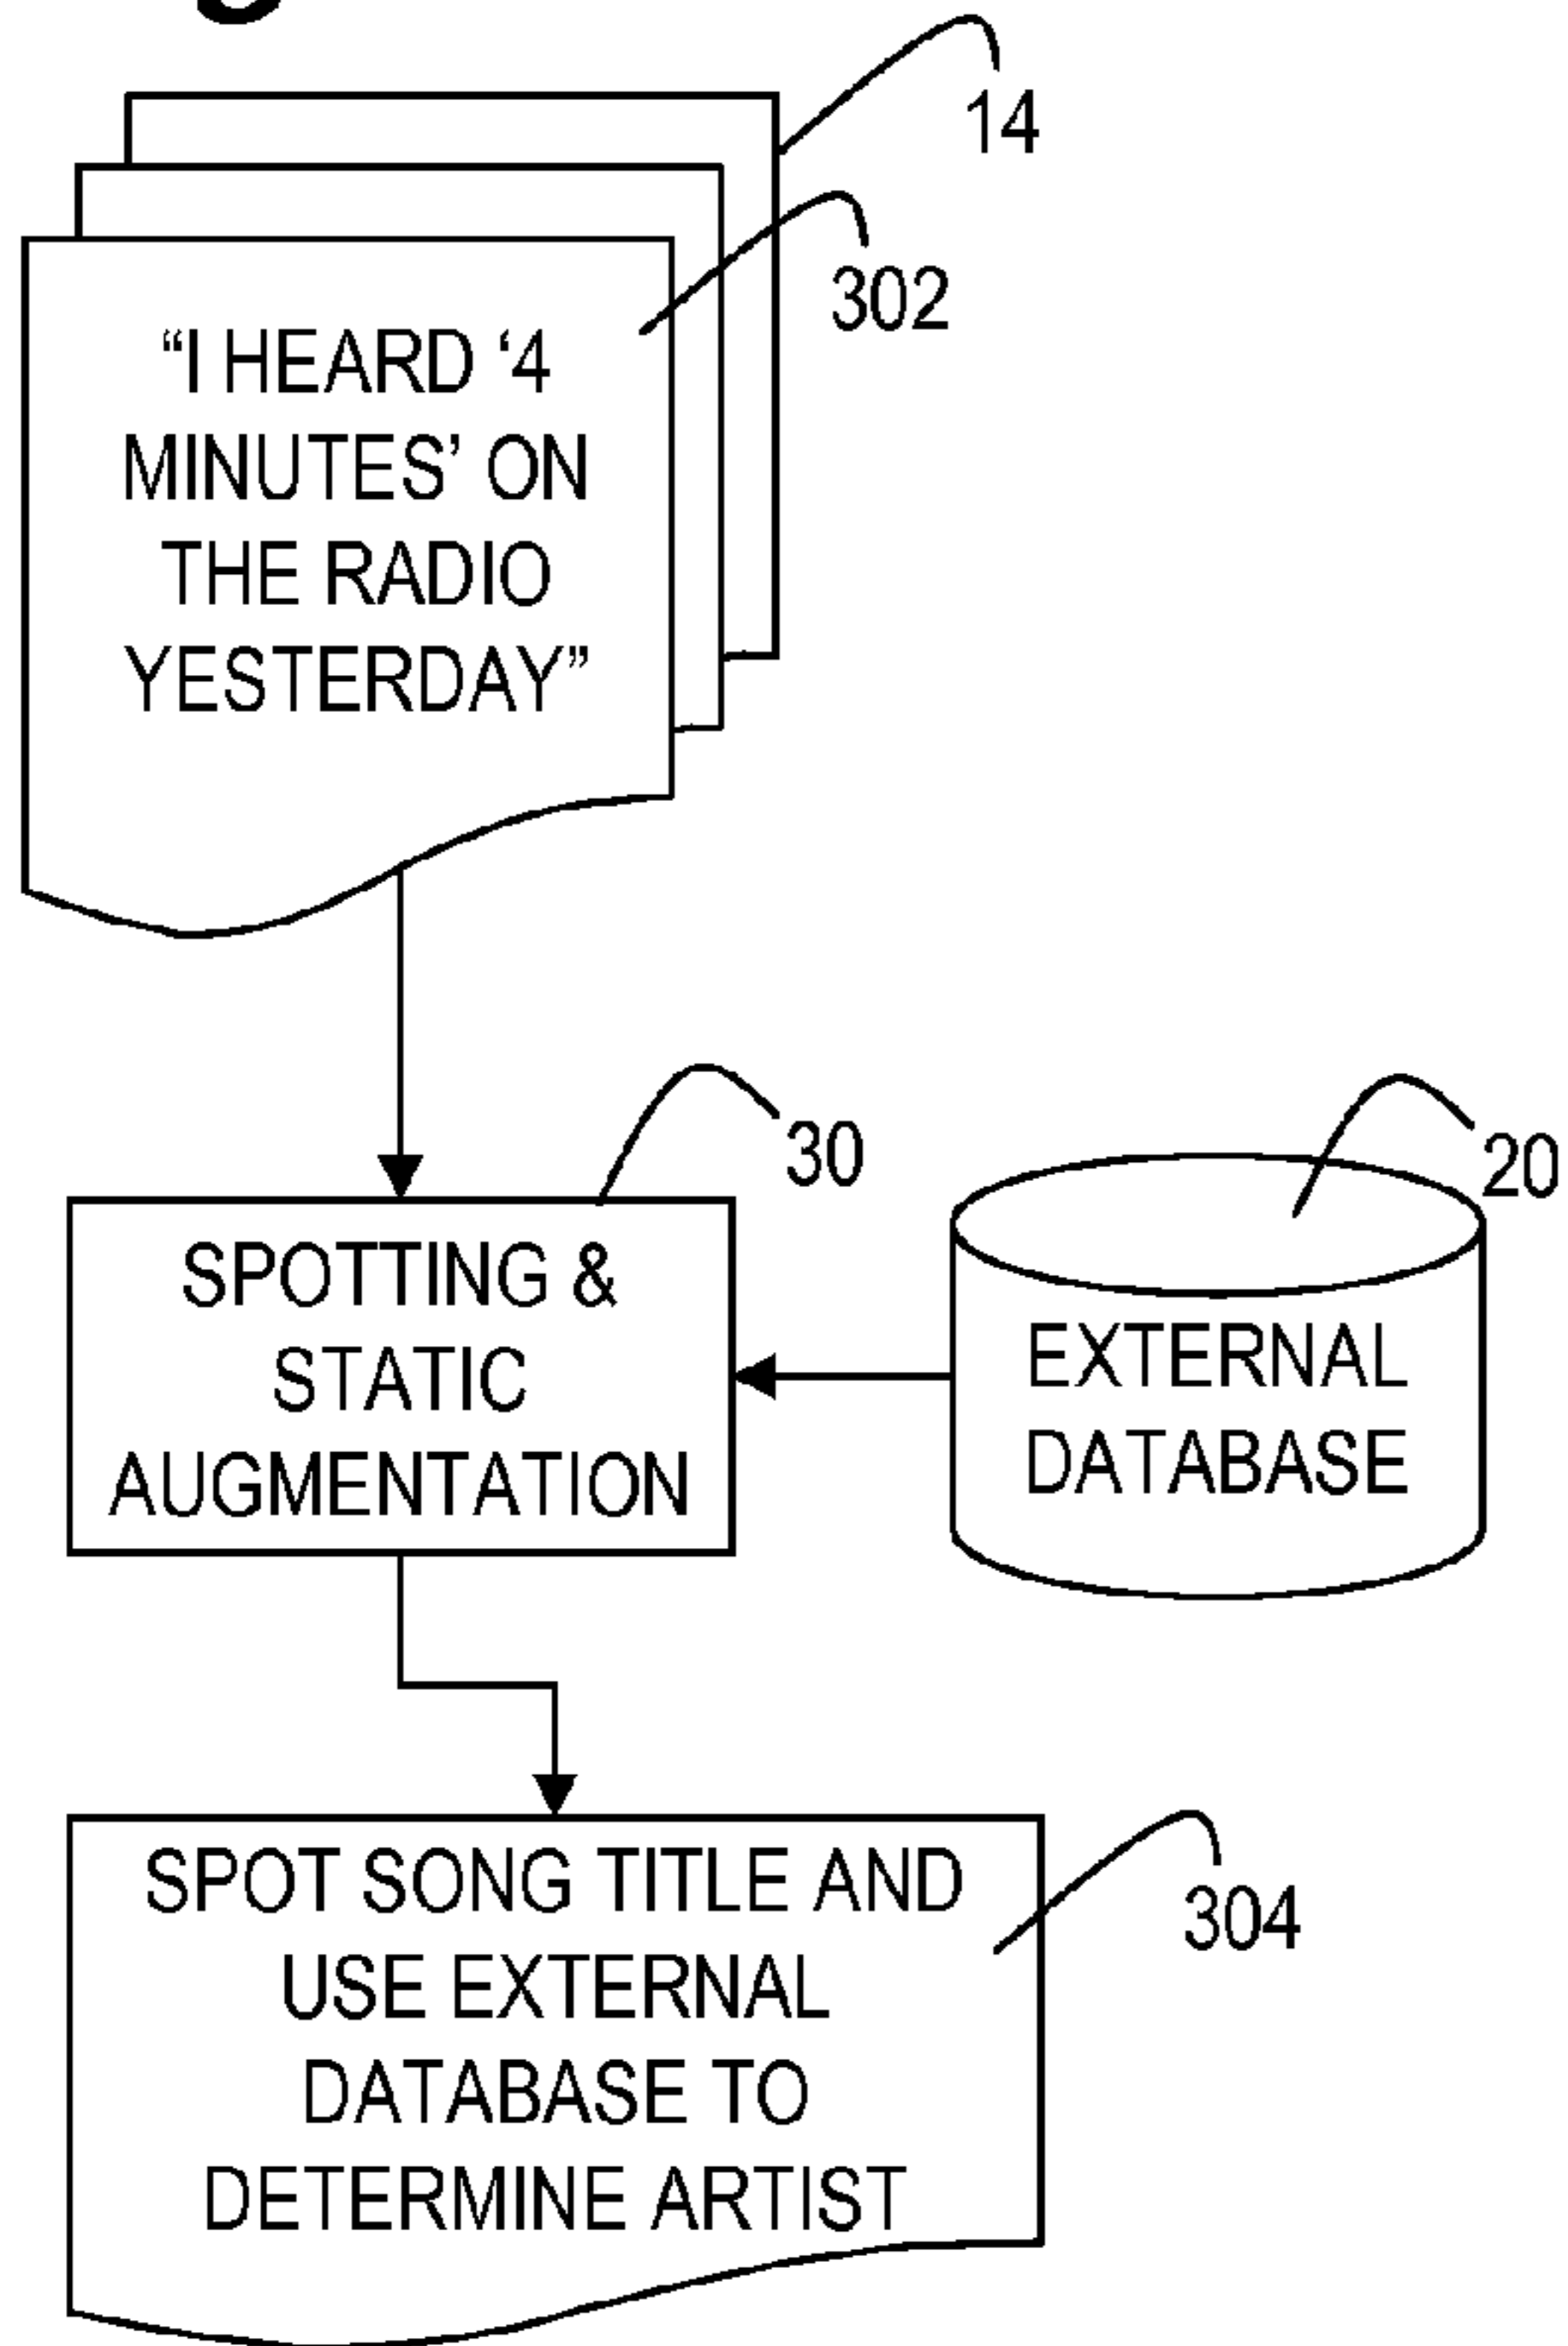 14
302
“I HEARD ‘4
MINUTES’ ON
THE RADIO
YESTERDAY”
30
20
SPOTTING &
STATIC
AUGMENTATION
EXTERNAL
DATABASE
SPOT SONG TITLE AND
USE EXTERNAL
DATABASE TO
DETERMINE ARTIST
304